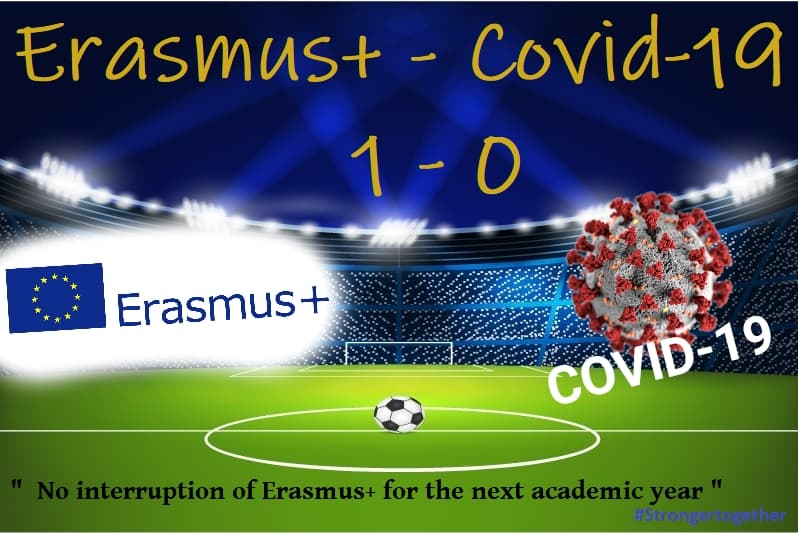 Erasmus+ - Covid-19
1 - 0
Erasmus+
COVID-19
" No interruption of Erasmus+ for the next academic year "
#Strongertogether